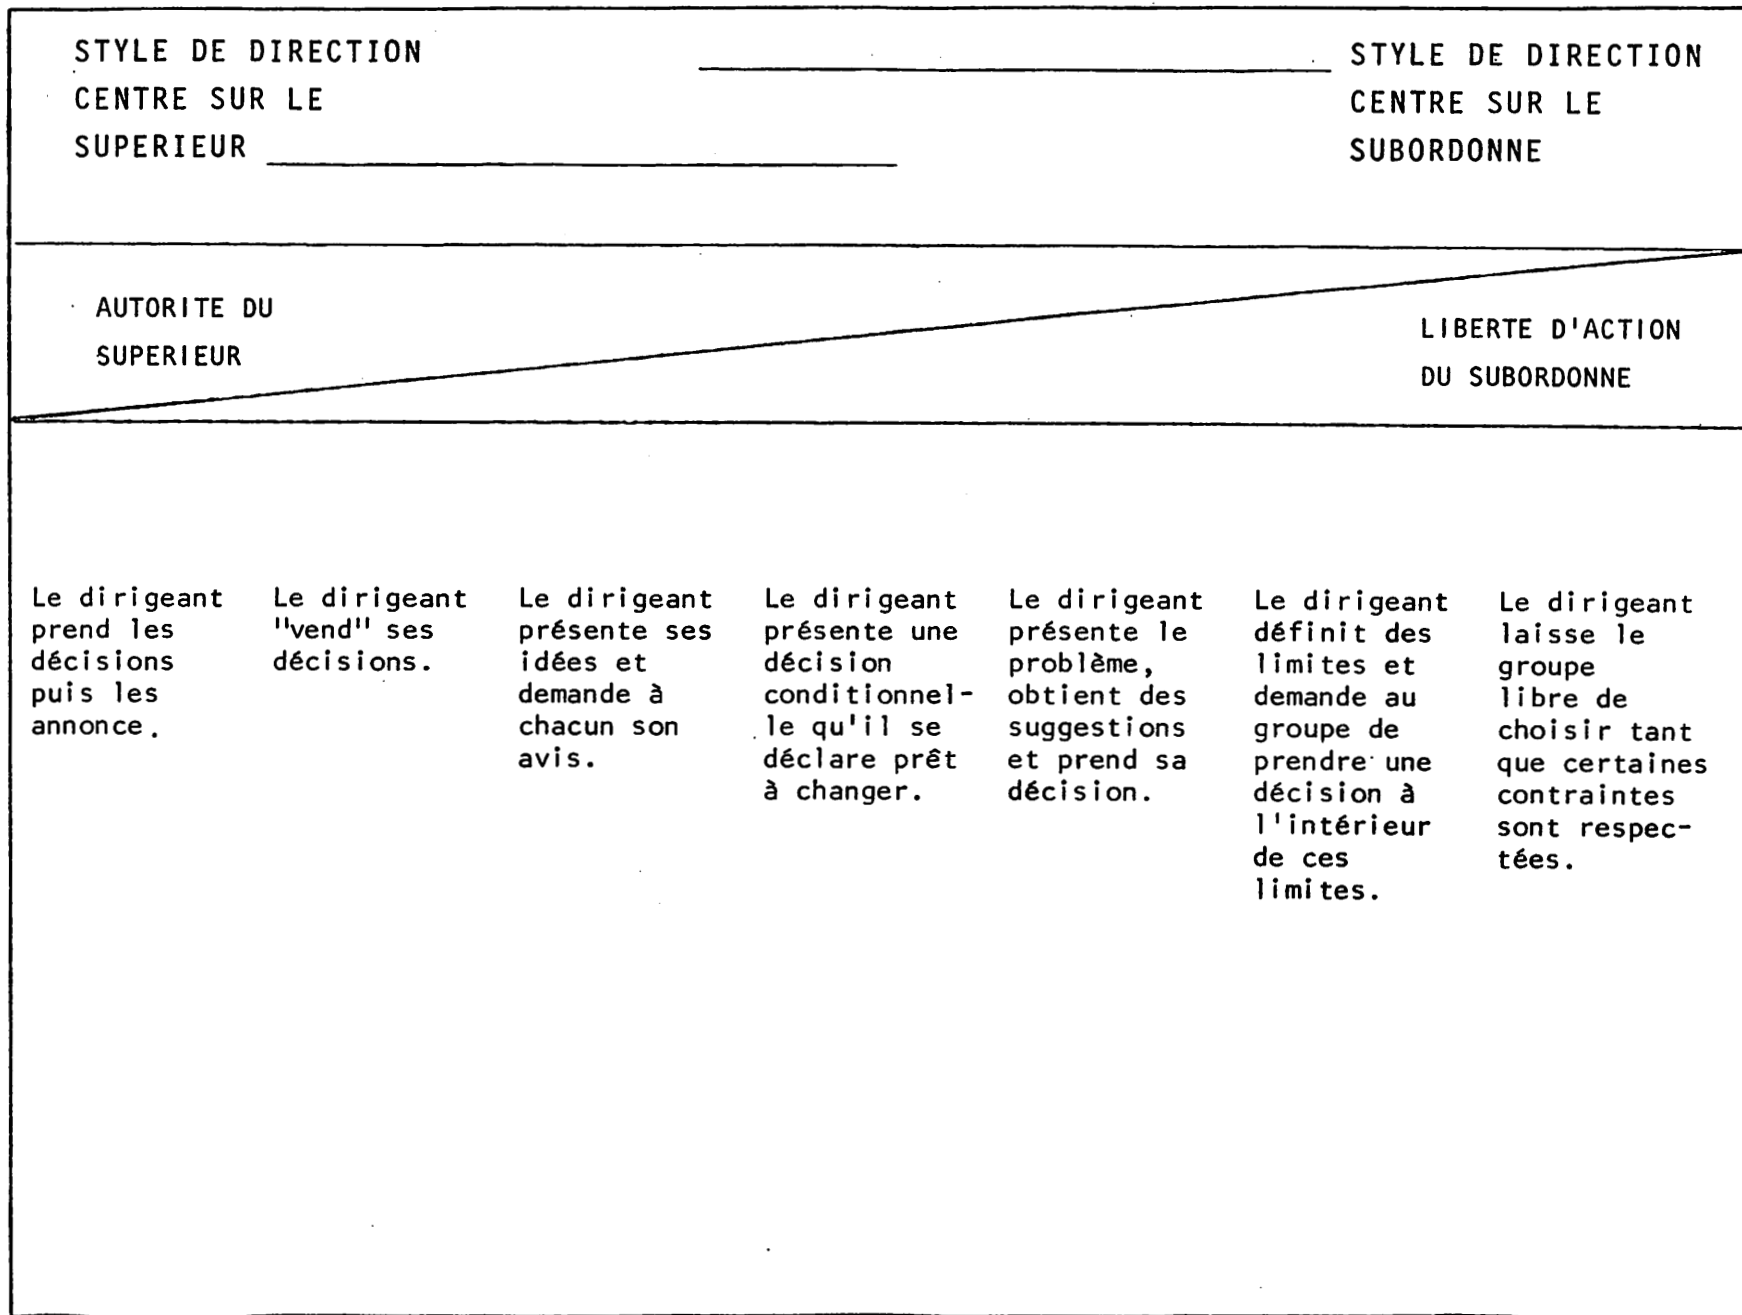 STYLE DE DIRECTION
CENTRE SUR LE
SUPERIEUR
STYLE DE DIRECTION
CENTRE SUR LE
SUBORDONNE
AUTORITE DU
SUPERIEUR
LIBERTE D'ACTION
DU SUBORDONNE
Le dirigeant
prend les
décisions
puis les
annonce.
Le dirigeant
"vend" ses
décisions.
Le dirigeant
présente ses
idées et
demande à
chacun son
avis.
Le dirigeant
présente une
décision
conditionnel-
le qu'il se
déclare prêt
à changer.
Le dirigeant
présente le
problème,
obtient des
suggestions
et prend sa
décision.
Le dirigeant
définit des
limites et
demande au
groupe de
prendre une
décision à
l'intérieur
de ces
limites.
Le dirigeant
laisse le
groupe
libre de
choisir tant
que certaines
contraintes
sont respec-
tées.